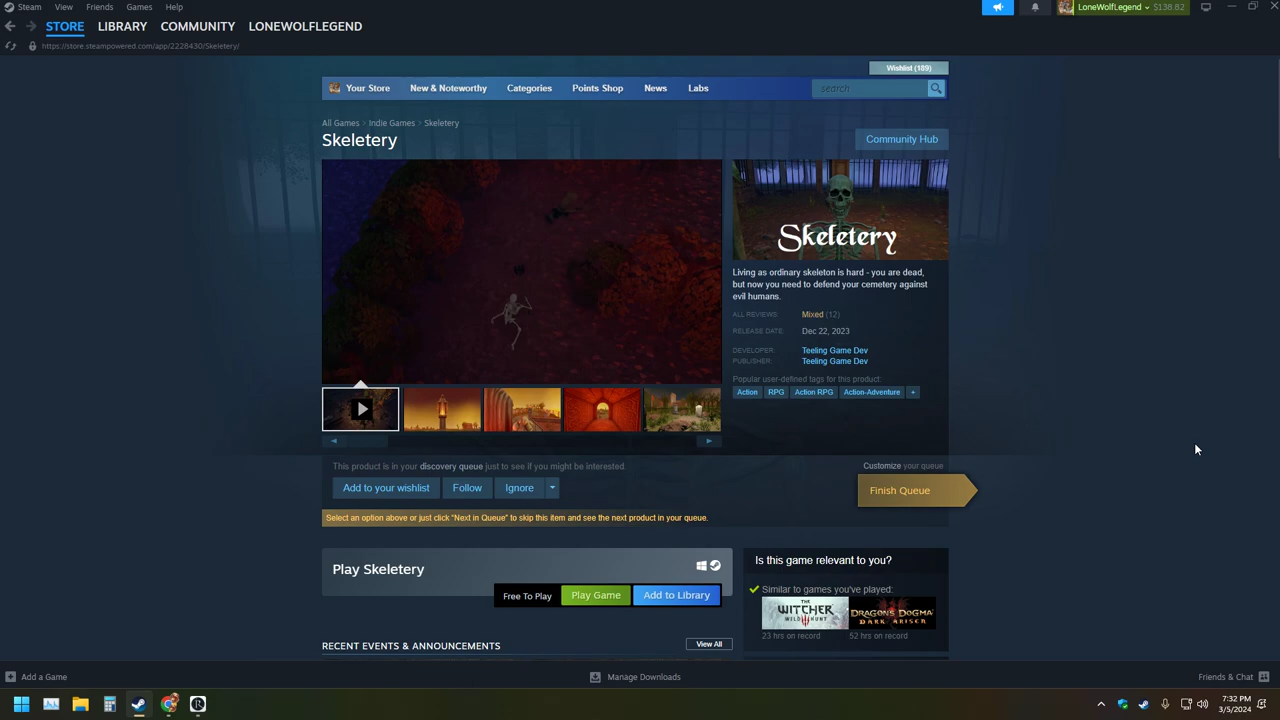 Steam View Friends Games Help
LoneWolfLegend $138.82
STORE LIBRARY COMMUNITY LONEWOLFLEGEND
https://store.steampowered.com/app/2228430/Skeletery/
Wishlist (189)
Your Store New & Noteworthy Categories Points Shop News Labs search
All Games > Indie Games > Skeletery
Skeletery
Community Hub
Skeletery
Living as ordinary skeleton is hard - you are dead,
but now you need to defend your cemetery against
evil humans.
ALL REVIEWS: Mixed (12)
RELEASE DATE: Dec 22, 2023
DEVELOPER: Teeling Game Dev
PUBLISHER: Teeling Game Dev
Popular user-defined tags for this product:
Action RPG Action RPG Action-Adventure +
This product is in your discovery queue just to see if you might be interested.
Customize your queue
Add to your wishlist Follow Ignore
Finish Queue
Select an option above or just click "Next in Queue" to skip this item and see the next product in your queue.
Play Skeletery
Free To Play Play Game Add to Library
Is this game relevant to you?
Similar to games you've played:
THE WITCHER WILD HUNT
DRAGON'S DOGMA DARK ARISEN
23 hrs on record 52 hrs on record
RECENT EVENTS & ANNOUNCEMENTS View All
Add a Game Manage Downloads Friends & Chat
7:32 PM
3/5/2024